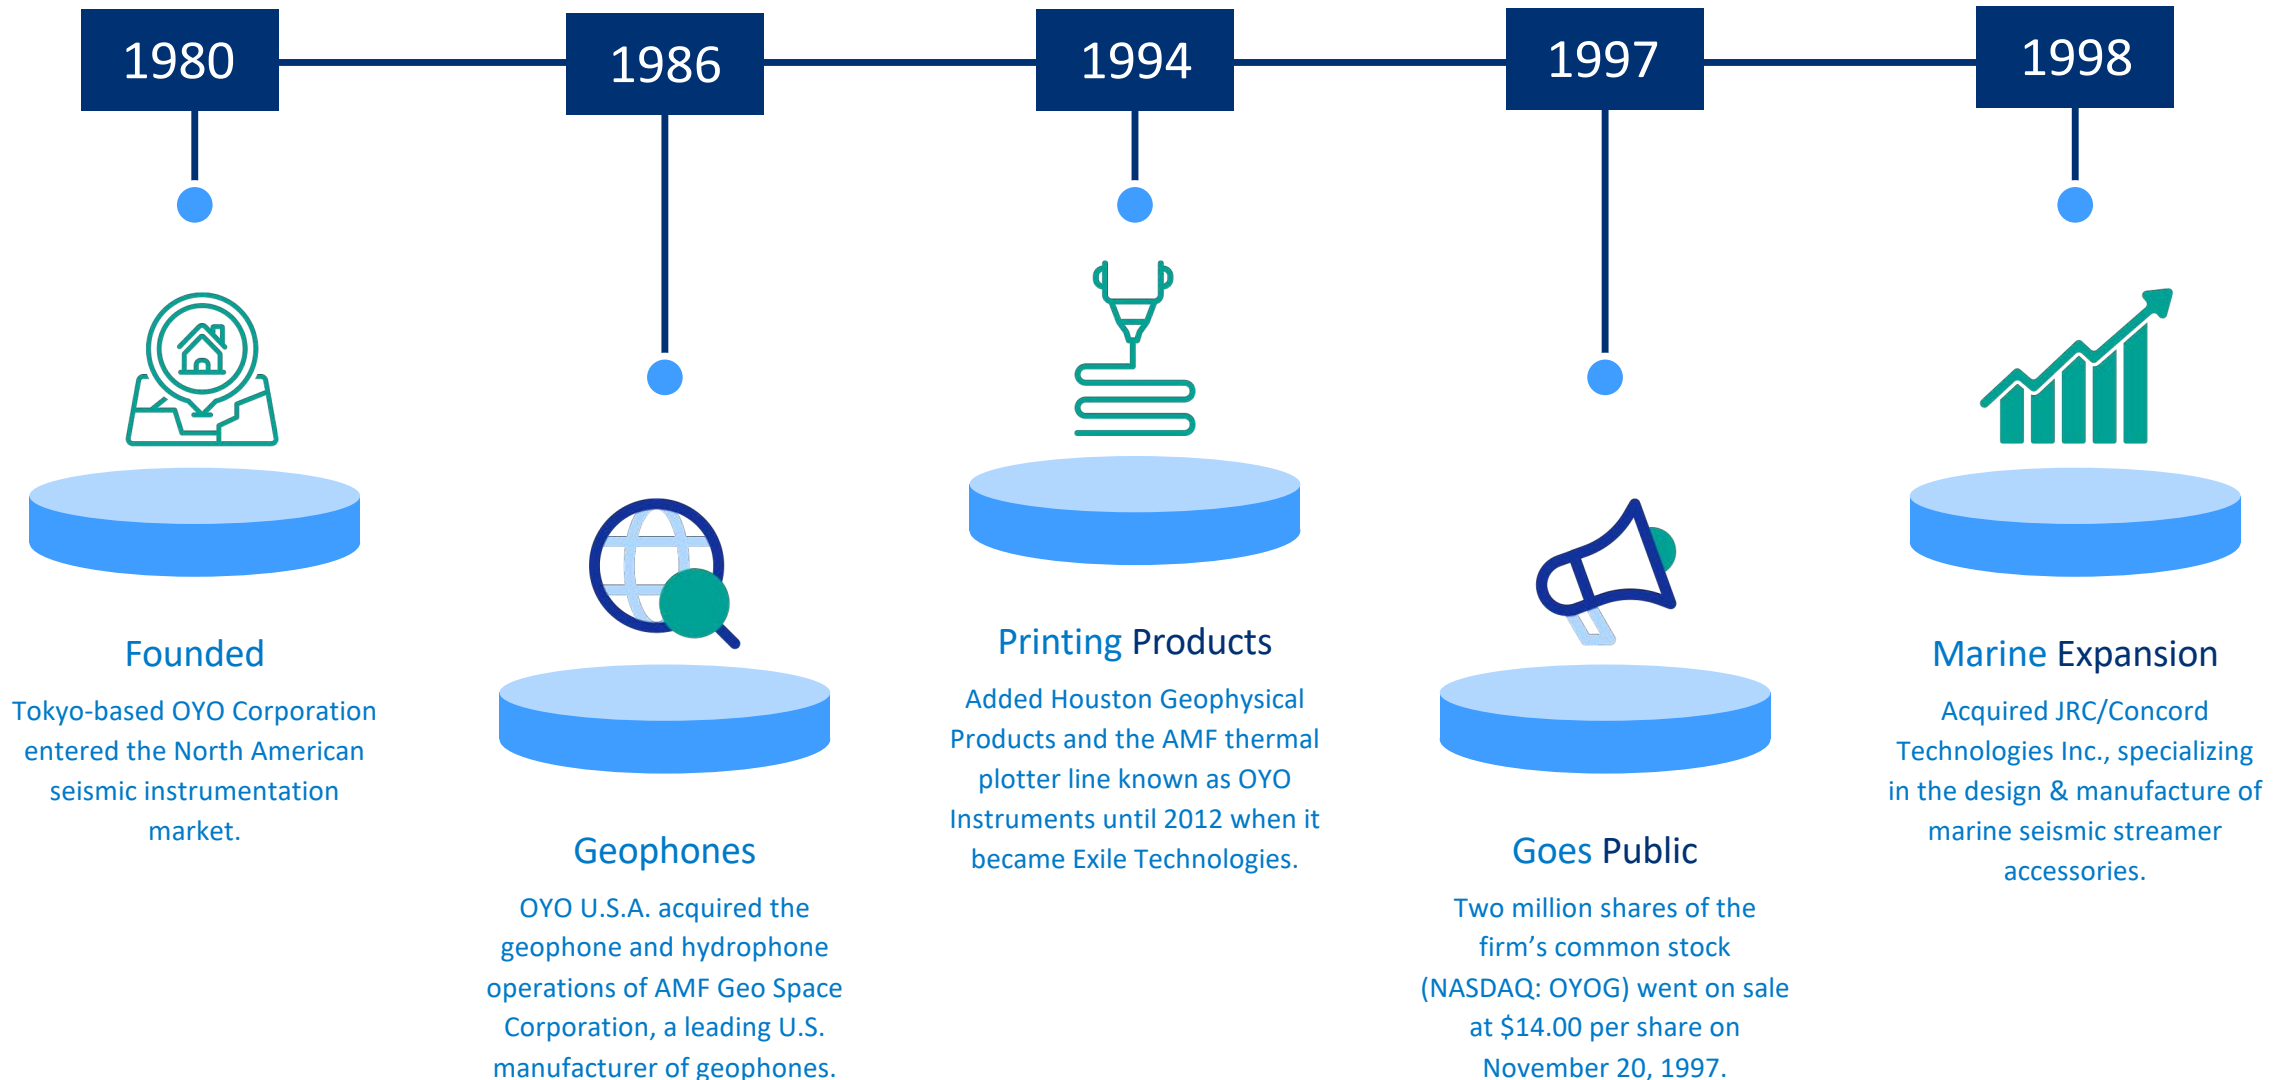 1980
1986
1994
1997
1998
Founded
Tokyo-based OYO Corporation
entered the North American
seismic instrumentation
market.
Geophones
OYO U.S.A. acquired the
geophone and hydrophone
operations of AMF Geo Space
Corporation, a leading U.S.
manufacturer of geophones.
Printing Products
Added Houston Geophysical
Products and the AMF thermal
plotter line known as OYO
Instruments until 2012 when it
became Exile Technologies.
Goes Public
Two million shares of the
firm’s common stock
(NASDAQ: OYOG) went on sale
at $14.00 per share on
November 20, 1997.
Marine Expansion
Acquired JRC/Concord
Technologies Inc., specializing
in the design & manufacture of
marine seismic streamer
accessories.